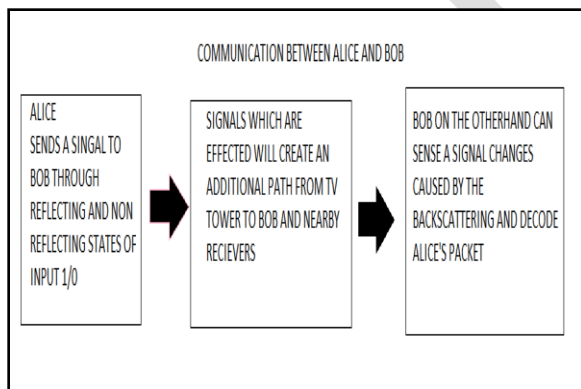 COMMUNICATION BETWEEN ALICE AND BOB
ALICE
SENDS A SINGAL TO
BOB THROUGH
REFLECTING AND NON
REFLECTING STATES OF
INPUT 1/0
SIGNALS WHICH ARE
EFFECTED WILL CREATE AN
ADDITIONAL PATH FROM TV
TOWER TO BOB AND NEARBY
RECIEVERS
BOB ON THE OTHERHAND CAN
SENSE A SIGNAL CHANGES
CAUSED BY THE
BACKSCATTERING AND DECODE
ALICE'S PACKET